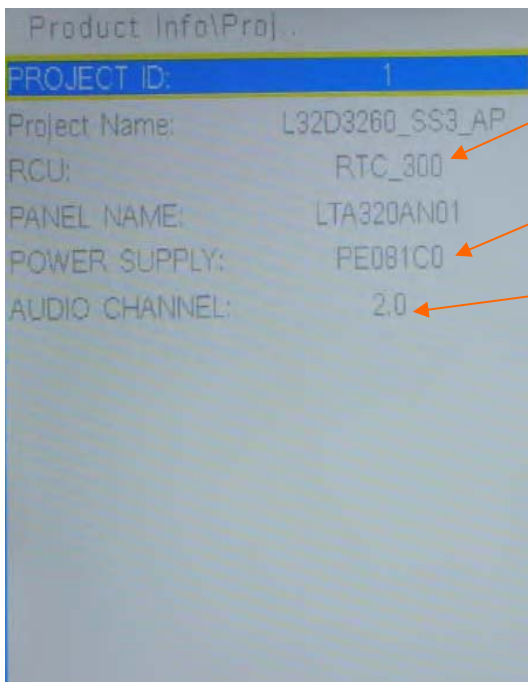 Product Info\Proj..
PROJECT ID: 1
Project Name: L32D3260_SS3_AP
RCU: RTC_300
PANEL NAME: LTA320AN01
POWER SUPPLY: PE081C0
AUDIO CHANNEL: 2.0